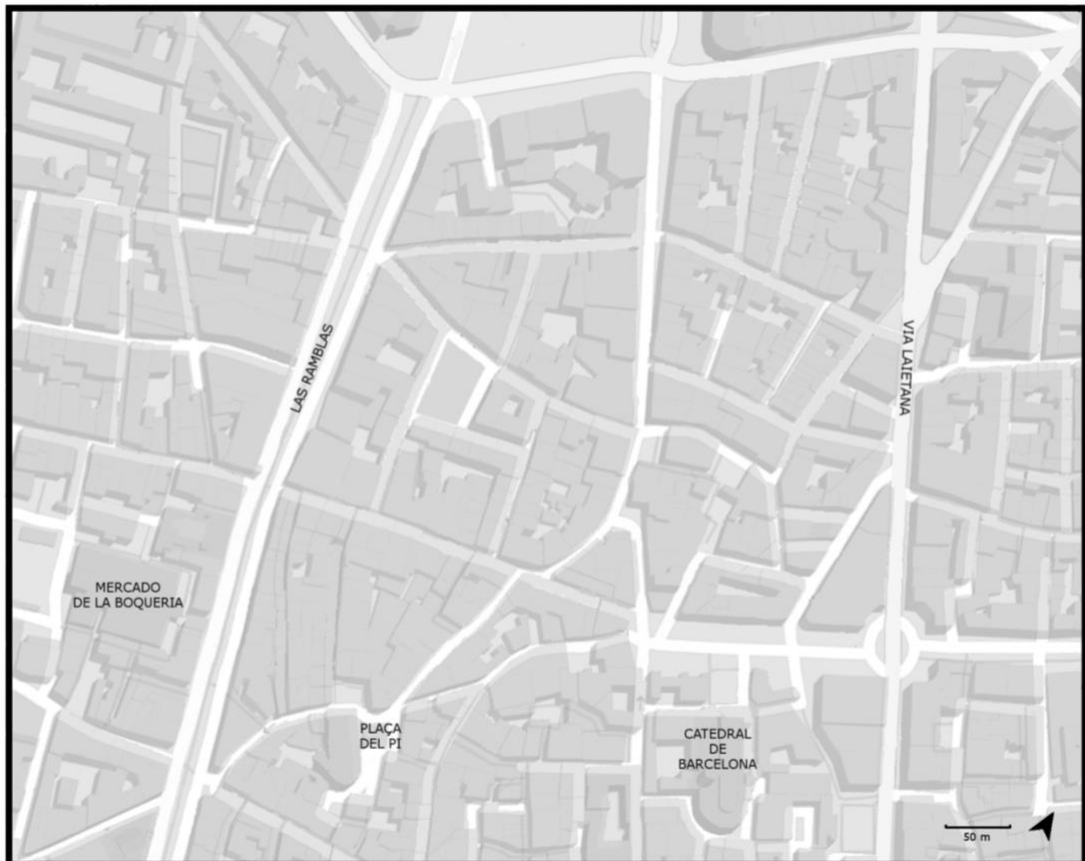 LAS RAMBLAS
VIA LAIETANA
MERCADO
DE LA BOQUERIA
PLAÇA
DEL PI
CATEDRAL
DE
BARCELONA
50 m